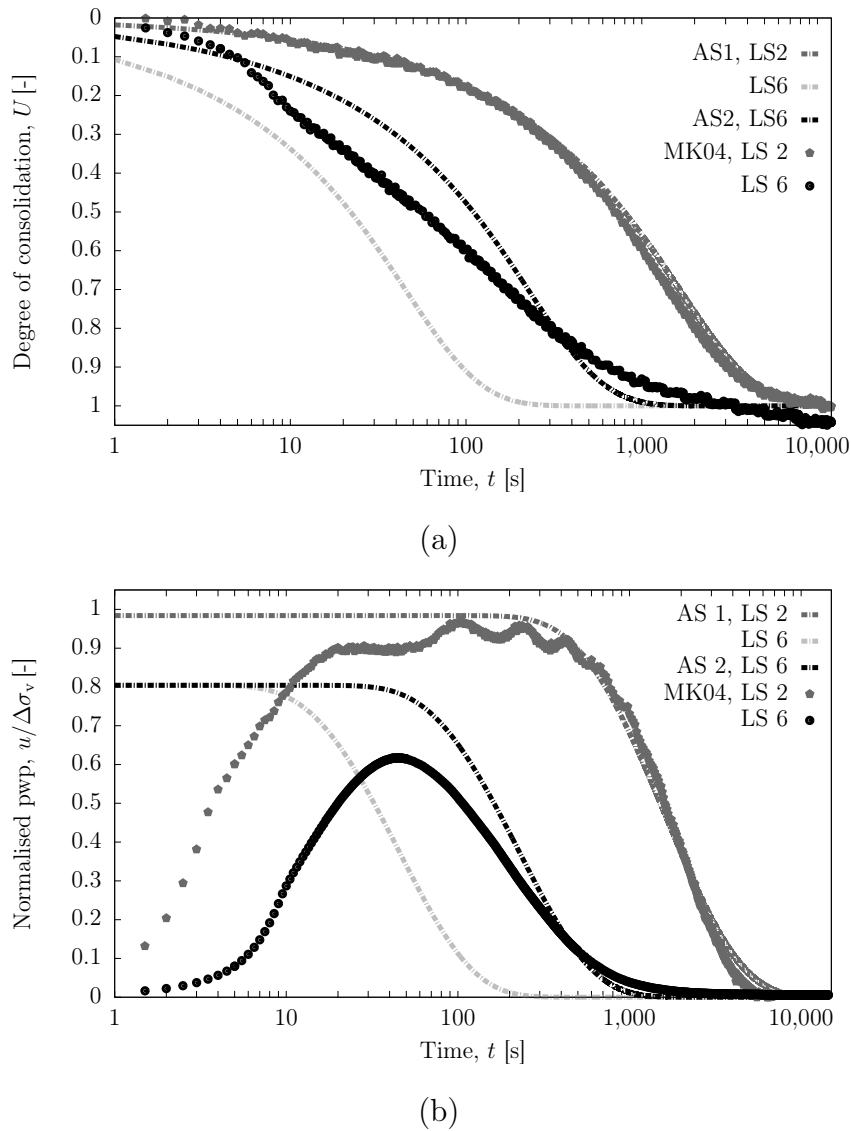 0
0.1
0.2
0.3
0.4
0.5
0.6
0.7
0.8
0.9
1
Degree of consolidation, U [-]
AS1, LS2
LS6
AS2, LS6
MK04, LS 2
LS 6
1 10 100 1,000 10,000
Time, t [s]
(a)
1
0.9
0.8
0.7
0.6
0.5
0.4
0.3
0.2
0.1
0
Normalised pwp, u/Δσv [-]
AS 1, LS 2
LS 6
AS 2, LS 6
MK04, LS 2
LS 6
1 10 100 1,000 10,000
Time, t [s]
(b)